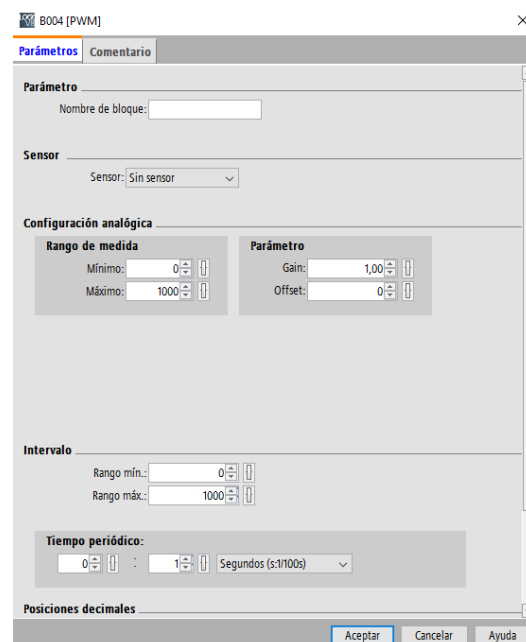 B004 [PWM]
Parámetros Comentario
Parámetro
Nombre de bloque:
Sensor
Sensor: Sin sensor
Configuración analógica
Rango de medida Parámetro
Mínimo: 0 Gain: 1,00
Máximo: 1000 Offset: 0
Intervalo
Rango mín.: 0
Rango máx.: 1000
Tiempo periódico:
0 : 1 Segundos (s:1/100s)
Posiciones decimales
Aceptar Cancelar Ayuda